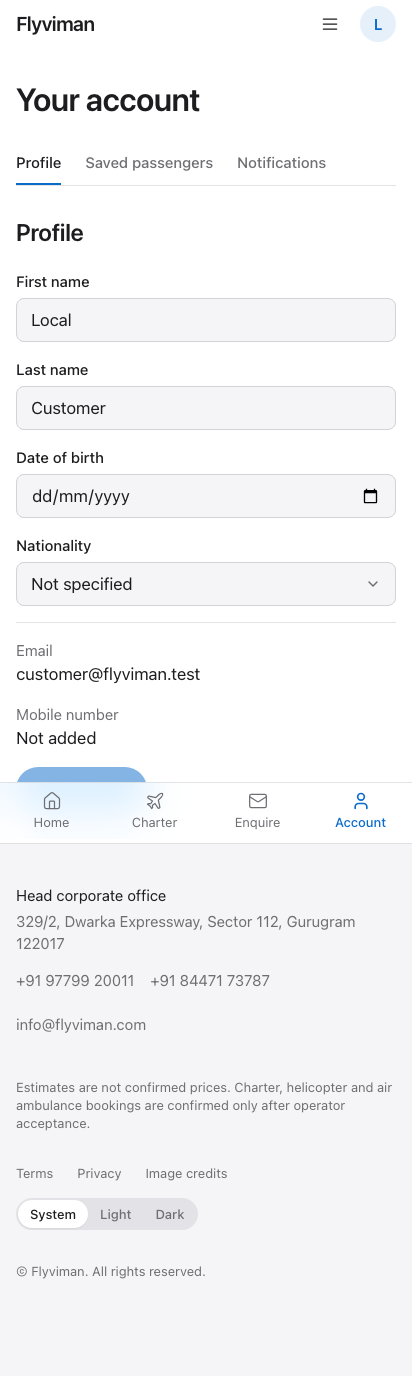 Flyviman
L
Your account
Profile Saved passengers Notifications
Profile
First name
Local
Last name
Customer
Date of birth
dd/mm/yyyy
Nationality
Not specified
Email
customer@flyviman.test
Mobile number
Not added
Home Charter Enquire Account
Head corporate office
329/2, Dwarka Expressway, Sector 112, Gurugram
122017
+91 97799 20011 +91 84471 73787
info@flyviman.com
Estimates are not confirmed prices. Charter, helicopter and air
ambulance bookings are confirmed only after operator
acceptance.
Terms Privacy Image credits
System Light Dark
© Flyviman. All rights reserved.